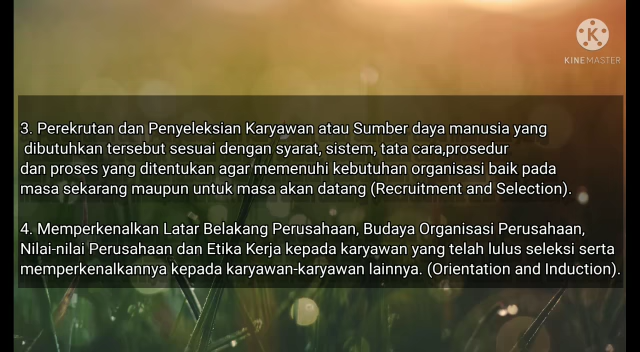 K
KINEMASTER
3. Perekrutan dan Penyeleksian Karyawan atau Sumber daya manusia yang
dibutuhkan tersebut sesuai dengan syarat, sistem, tata cara,prosedur
dan proses yang ditentukan agar memenuhi kebutuhan organisasi baik pada
masa sekarang maupun untuk masa akan datang (Recruitment and Selection).
4. Memperkenalkan Latar Belakang Perusahaan, Budaya Organisasi Perusahaan,
Nilai-nilai Perusahaan dan Etika Kerja kepada karyawan yang telah lulus seleksi serta
memperkenalkannya kepada karyawan-karyawan lainnya. (Orientation and Induction).